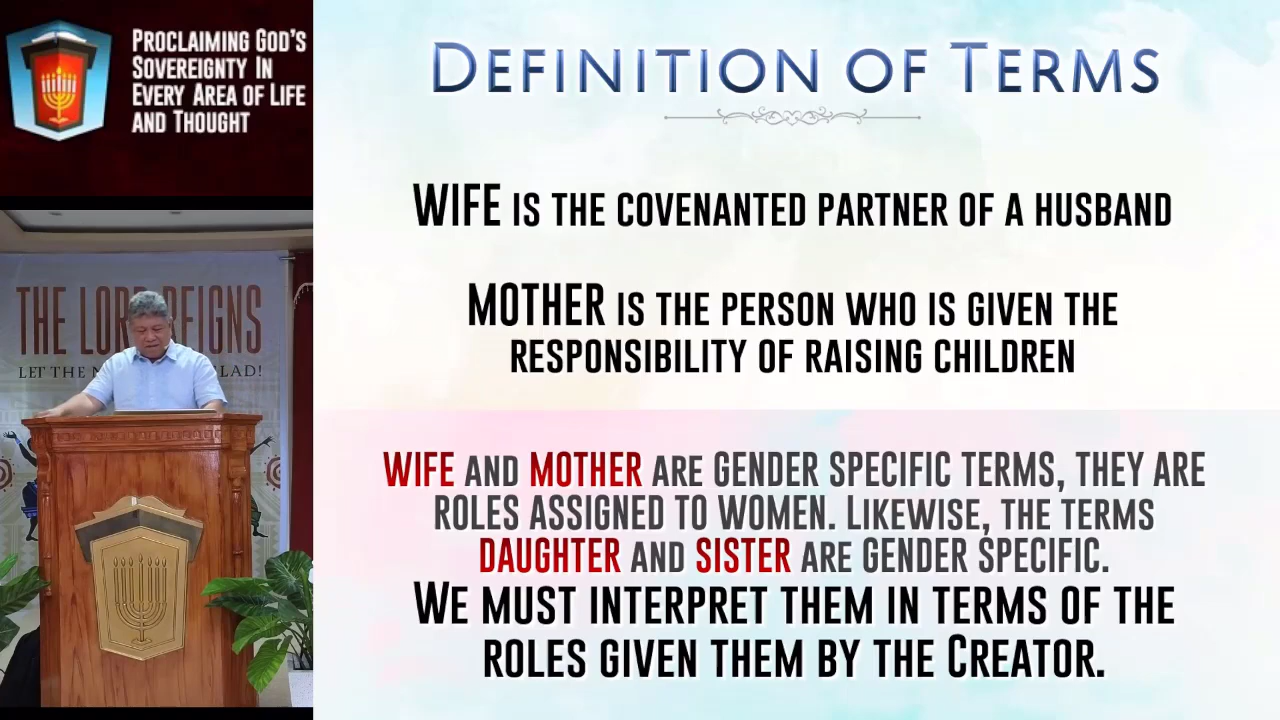 PROCLAIMING GOD'S
SOVEREIGNTY IN
EVERY AREA OF LIFE
AND THOUGHT
THE LORD REIGNS
LET THE LAD!
DEFINITION OF TERMS
WIFE IS THE COVENANTED PARTNER OF A HUSBAND
MOTHER IS THE PERSON WHO IS GIVEN THE
RESPONSIBILITY OF RAISING CHILDREN
WIFE AND MOTHER ARE GENDER SPECIFIC TERMS, THEY ARE
ROLES ASSIGNED TO WOMEN. LIKEWISE, THE TERMS
DAUGHTER AND SISTER ARE GENDER SPECIFIC.
WE MUST INTERPRET THEM IN TERMS OF THE
ROLES GIVEN THEM BY THE CREATOR.